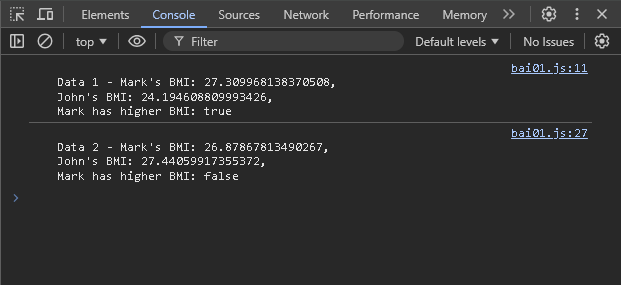 Elements Console Sources Network Performance Memory
top Filter Default levels No Issues
bai01.js:11
Data 1 - Mark's BMI: 27.309968138370508,
John's BMI: 24.194608809993426,
Mark has higher BMI: true
bai01.js:27
Data 2 - Mark's BMI: 26.87867813490267,
John's BMI: 27.44059917355372,
Mark has higher BMI: false